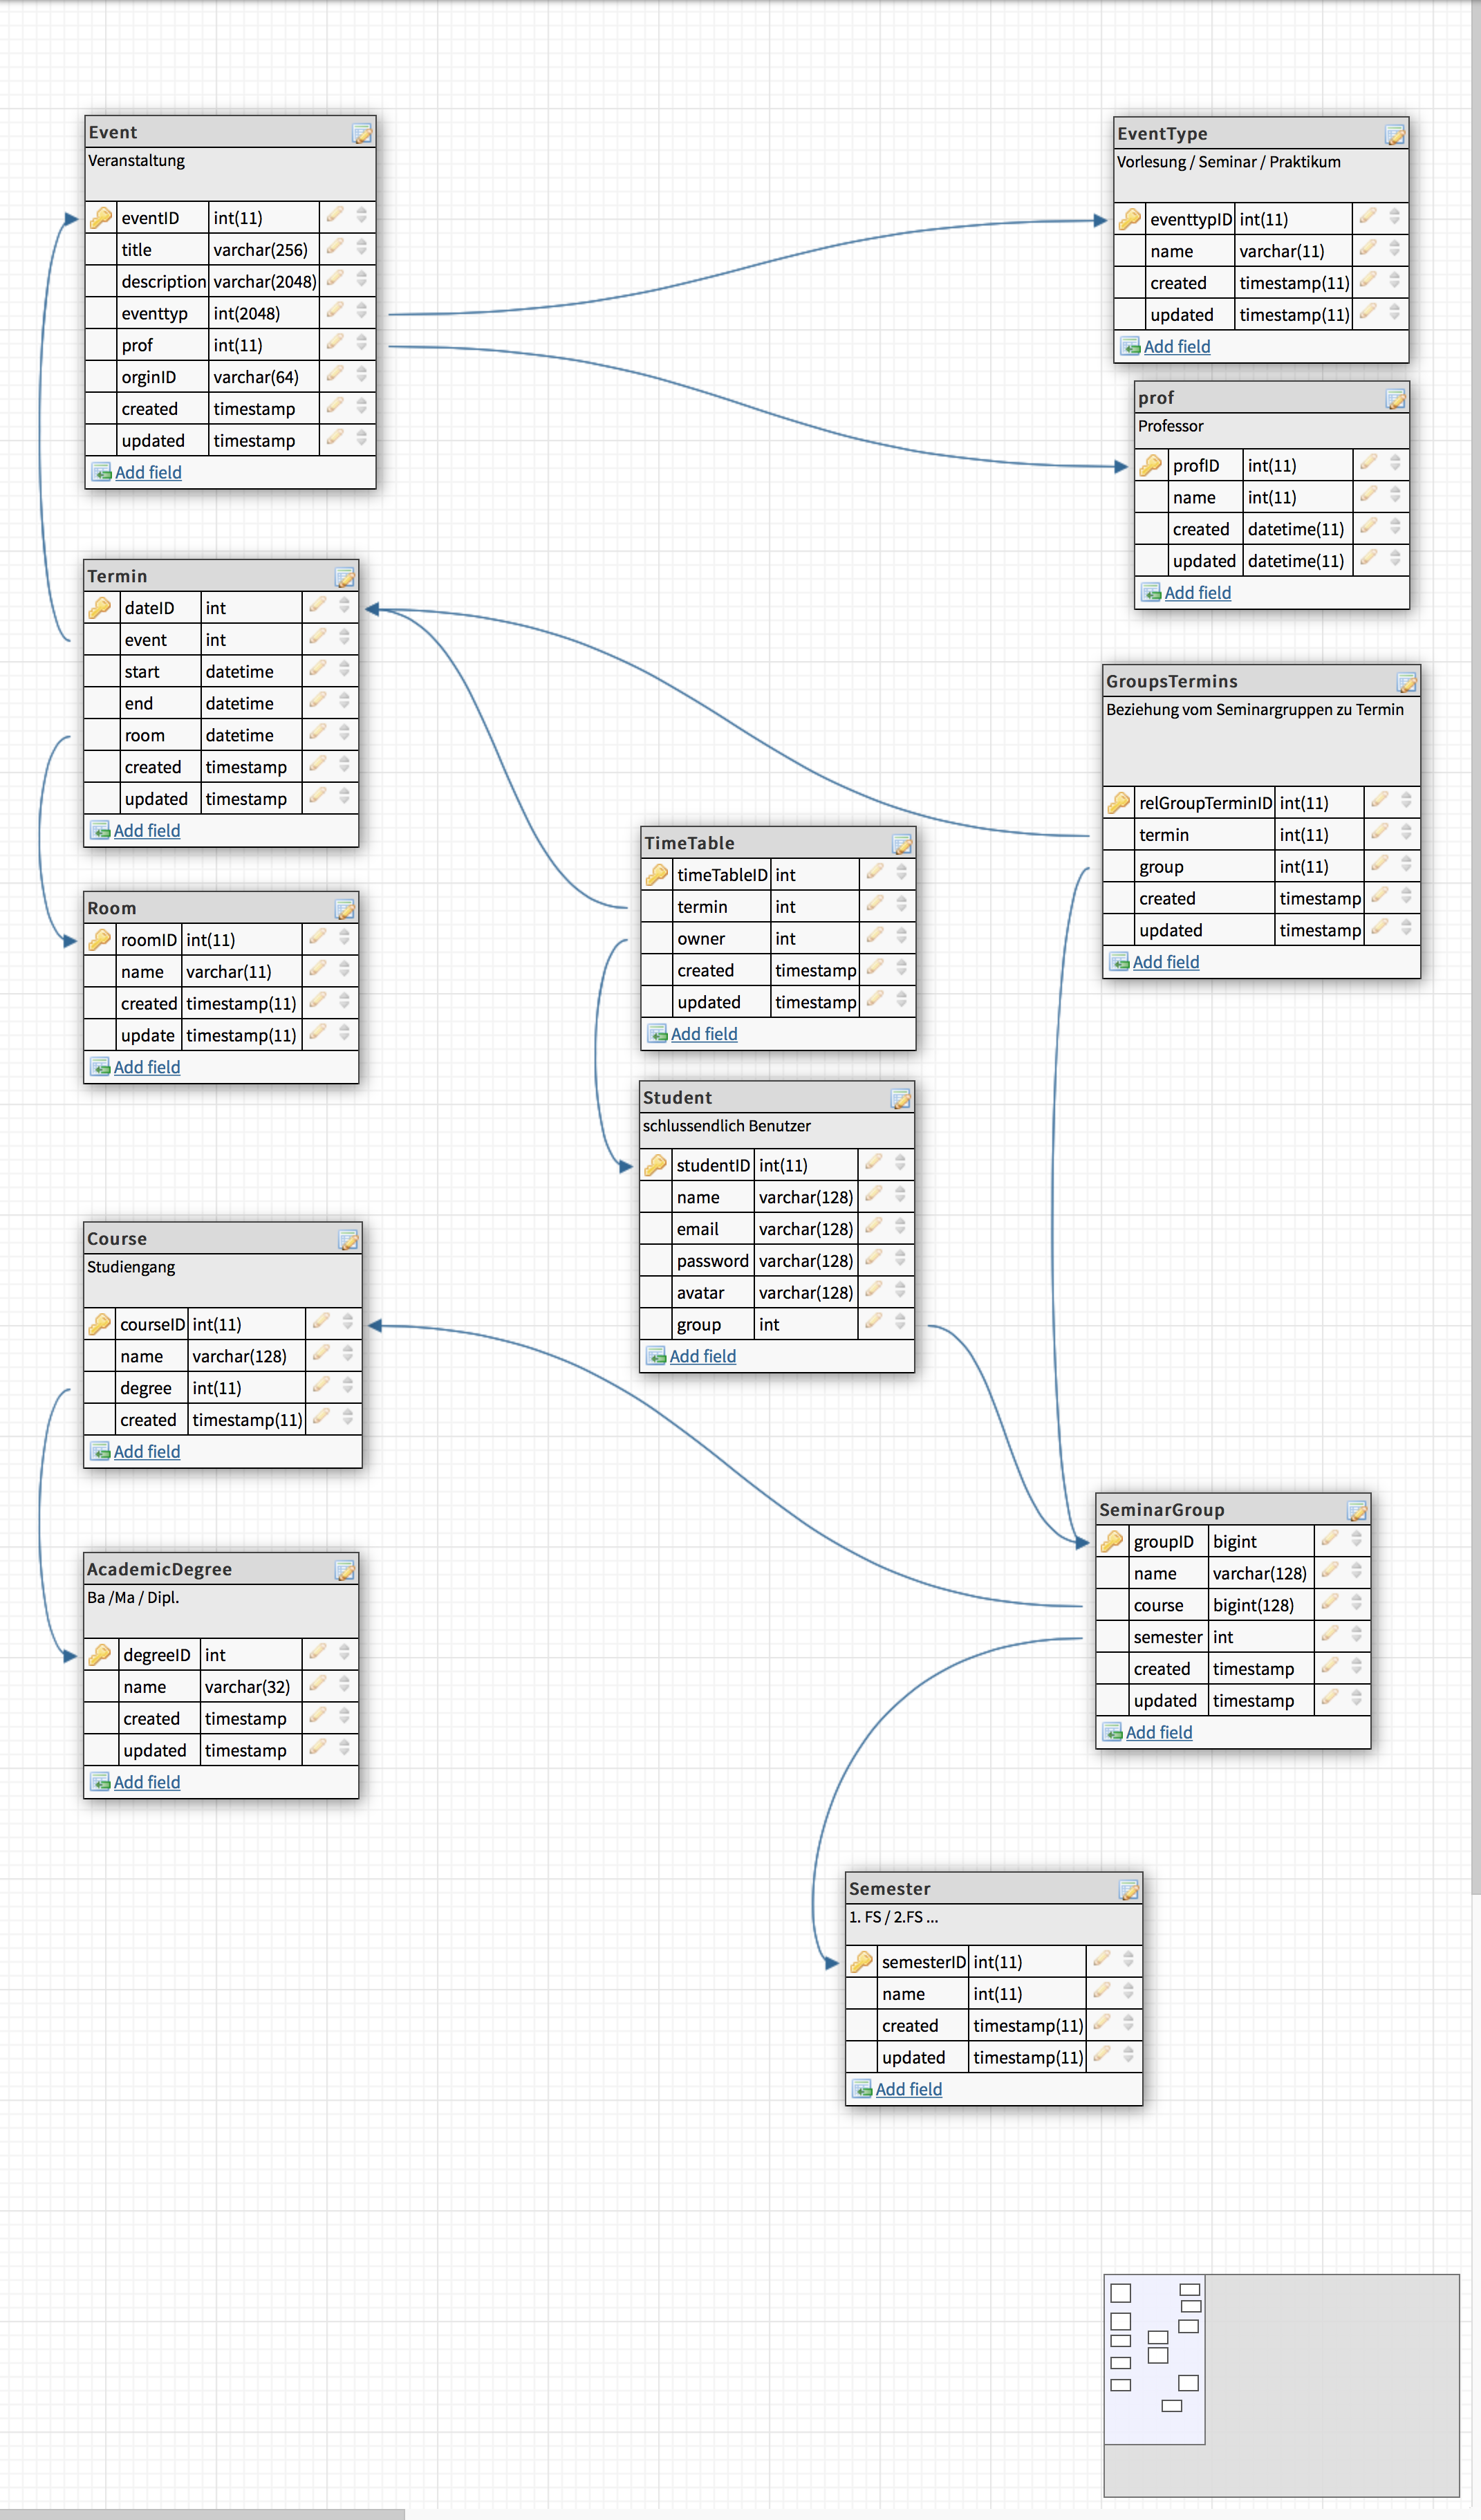 Event
Veranstaltung
eventID int(11)
title varchar(256)
description varchar(2048)
eventtyp int(2048)
prof int(11)
orginID varchar(64)
created timestamp
updated timestamp
Add field
EventType
Vorlesung / Seminar / Praktikum
eventtypID int(11)
name varchar(11)
created timestamp(11)
updated timestamp(11)
Add field
prof
Professor
profID int(11)
name int(11)
created datetime(11)
updated datetime(11)
Add field
Termin
dateID int
event int
start datetime
end datetime
room datetime
created timestamp
updated timestamp
Add field
GroupsTermins
Beziehung vom Seminargruppen zu Termin
relGroupTerminID int(11)
termin int(11)
group int(11)
created timestamp
updated timestamp
Add field
TimeTable
timeTableID int
termin int
owner int
created timestamp
updated timestamp
Add field
Room
roomID int(11)
name varchar(11)
created timestamp(11)
update timestamp(11)
Add field
Student
schlussendlich Benutzer
studentID int(11)
name varchar(128)
email varchar(128)
password varchar(128)
avatar varchar(128)
group int
Add field
Course
Studiengang
courseID int(11)
name varchar(128)
degree int(11)
created timestamp(11)
Add field
SeminarGroup
groupID bigint
name varchar(128)
course bigint(128)
semester int
created timestamp
updated timestamp
Add field
AcademicDegree
Ba /Ma / Dipl.
degreeID int
name varchar(32)
created timestamp
updated timestamp
Add field
Semester
1. FS / 2.FS ...
semesterID int(11)
name int(11)
created timestamp(11)
updated timestamp(11)
Add field